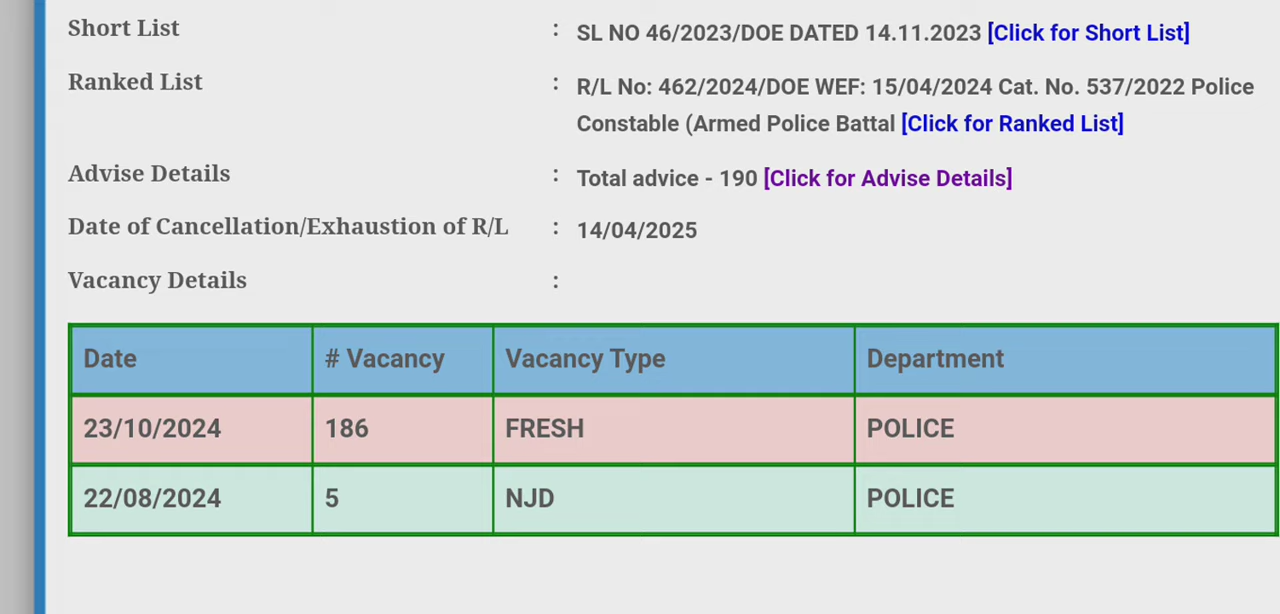 Short List : SL NO 46/2023/DOE DATED 14.11.2023 [Click for Short List]
Ranked List : R/L No: 462/2024/DOE WEF: 15/04/2024 Cat. No. 537/2022 Police
Constable (Armed Police Battal [Click for Ranked List]
Advise Details : Total advice - 190 [Click for Advise Details]
Date of Cancellation/Exhaustion of R/L : 14/04/2025
Vacancy Details :
Date # Vacancy Vacancy Type Department
23/10/2024 186 FRESH POLICE
22/08/2024 5 NJD POLICE